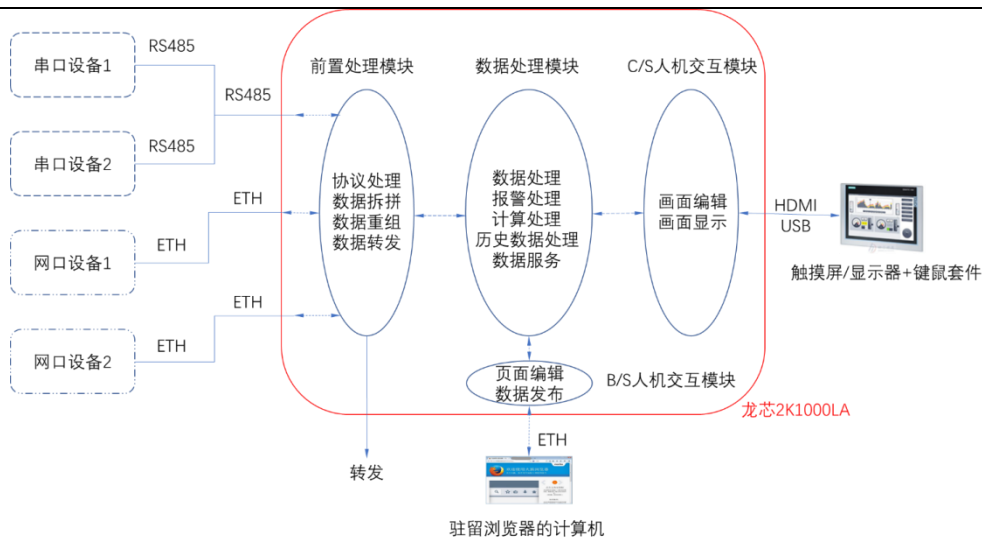 串口设备1
RS485
RS485
串口设备2
RS485
网口设备1
ETH
ETH
网口设备2
ETH
ETH
前置处理模块
协议处理
数据拆拼
数据重组
数据转发
转发
数据处理模块
数据处理
报警处理
计算处理
历史数据处理
数据服务
C/S人机交互模块
画面编辑
画面显示
HDMI
USB
触摸屏/显示器+键鼠套件
页面编辑
数据发布
B/S人机交互模块
龙芯2K1000LA
ETH
驻留浏览器的计算机